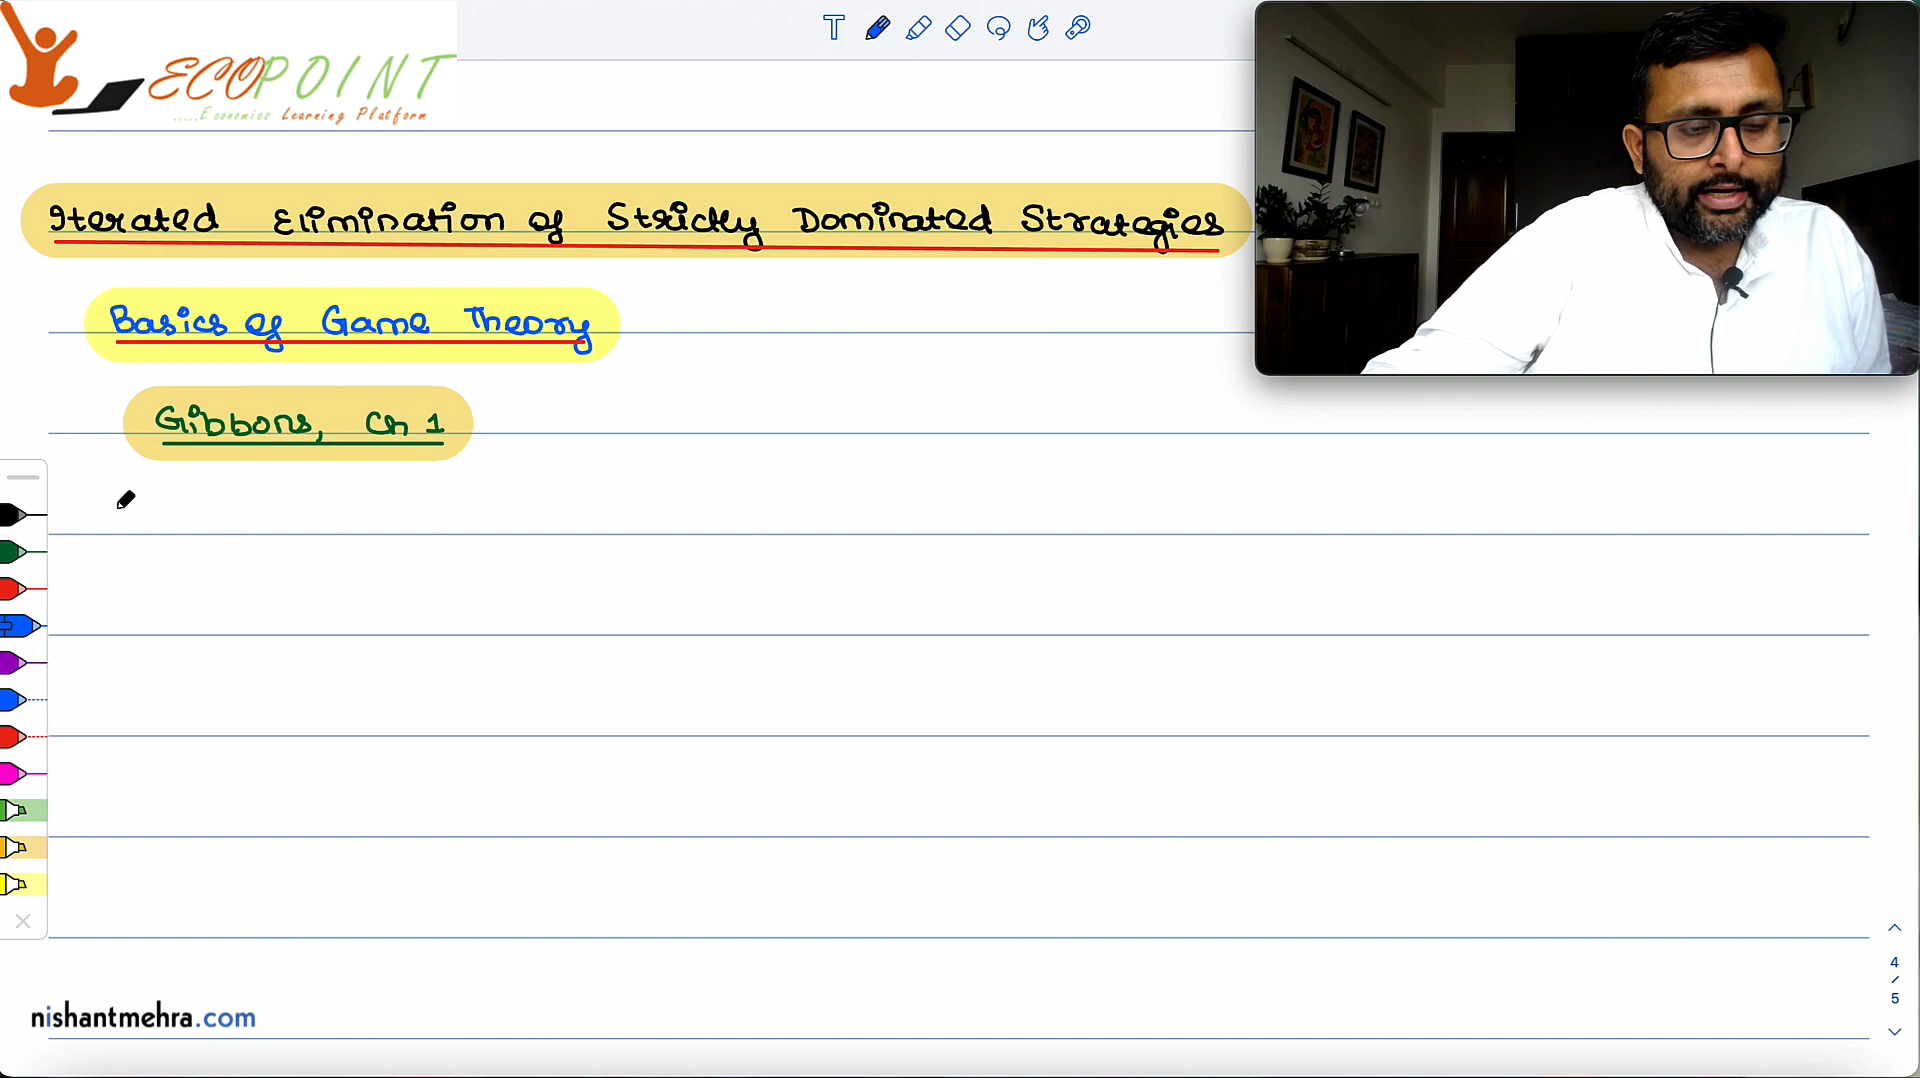 ECOPOINT
.....Economics Learning Platform
Iterated Elimination of Strictly Dominated Strategies
Basics of Game Theory
Gibbons, Ch 1
4
/
5
nishantmehra.com